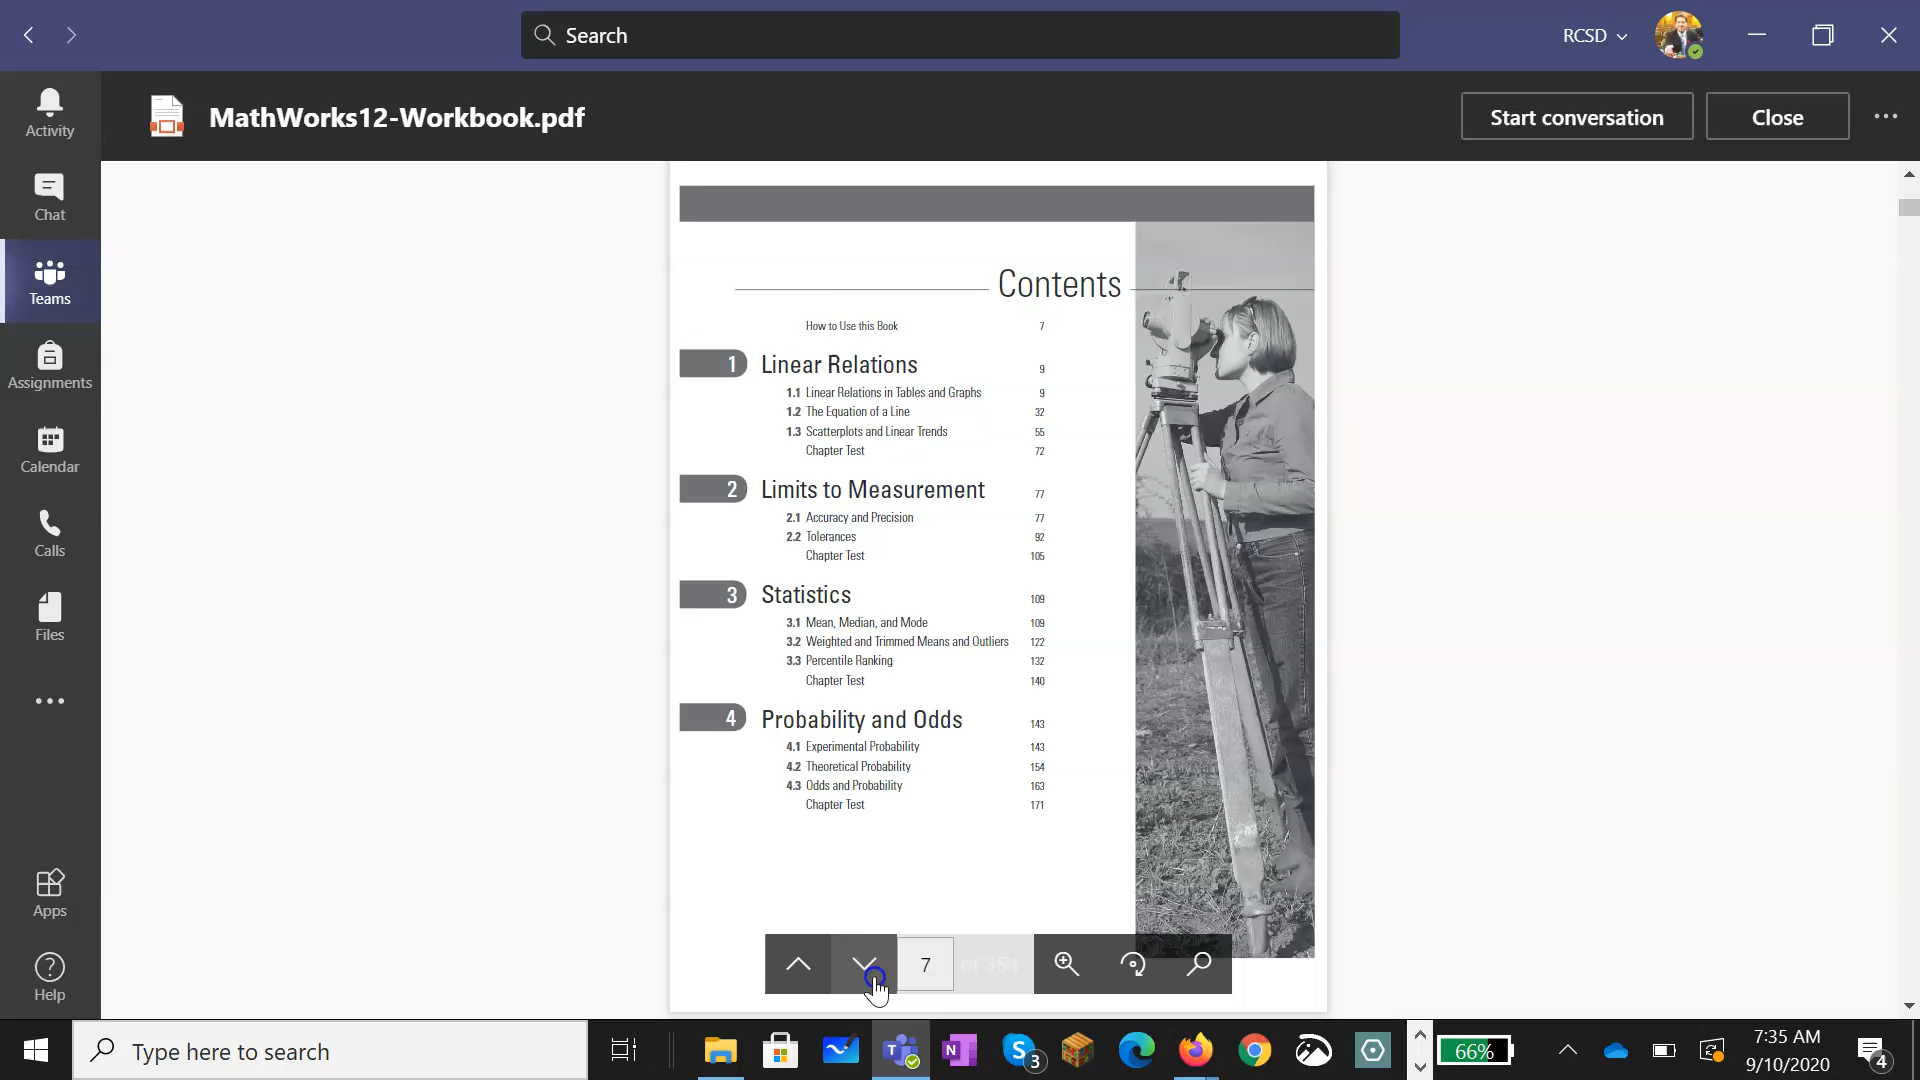 Search
RCSD
Activity
Chat
Teams
Assignments
Calendar
Calls
Files
Apps
Help
MathWorks12-Workbook.pdf
Start conversation
Close
Contents
How to Use this Book 7
1 Linear Relations 9
1.1 Linear Relations in Tables and Graphs 9
1.2 The Equation of a Line 32
1.3 Scatterplots and Linear Trends 55
Chapter Test 72
2 Limits to Measurement 77
2.1 Accuracy and Precision 77
2.2 Tolerances 92
Chapter Test 105
3 Statistics 109
3.1 Mean, Median, and Mode 109
3.2 Weighted and Trimmed Means and Outliers 122
3.3 Percentile Ranking 132
Chapter Test 140
4 Probability and Odds 143
4.1 Experimental Probability 143
4.2 Theoretical Probability 154
4.3 Odds and Probability 163
Chapter Test 171
7 of 354
Type here to search
N
S 3
66%
7:35 AM
9/10/2020
4